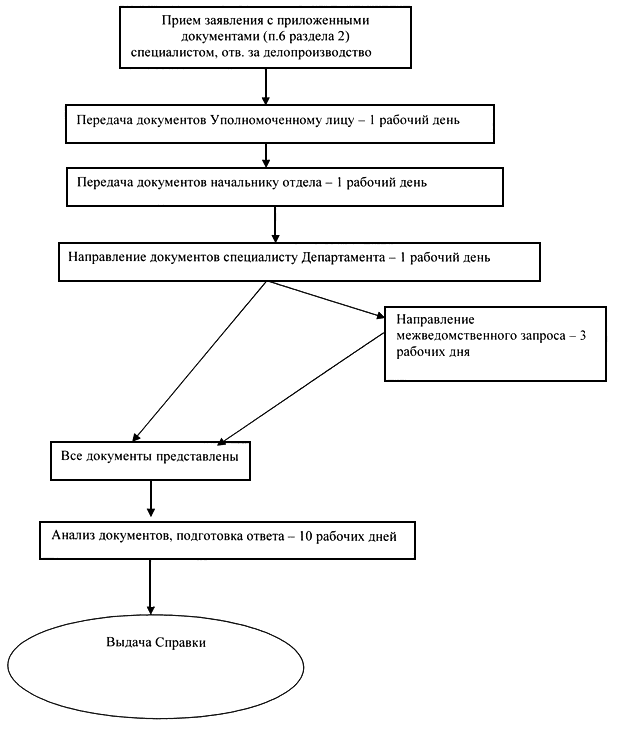 Прием заявления с приложенными
документами (п.6 раздела 2)
специалистом, отв. за делопроизводство
Передача документов Уполномоченному лицу – 1 рабочий день
Передача документов начальнику отдела – 1 рабочий день
Направление документов специалисту Департамента – 1 рабочий день
Направление
межведомственного запроса – 3
рабочих дня
Все документы представлены
Анализ документов, подготовка ответа – 10 рабочих дней
Выдача Справки